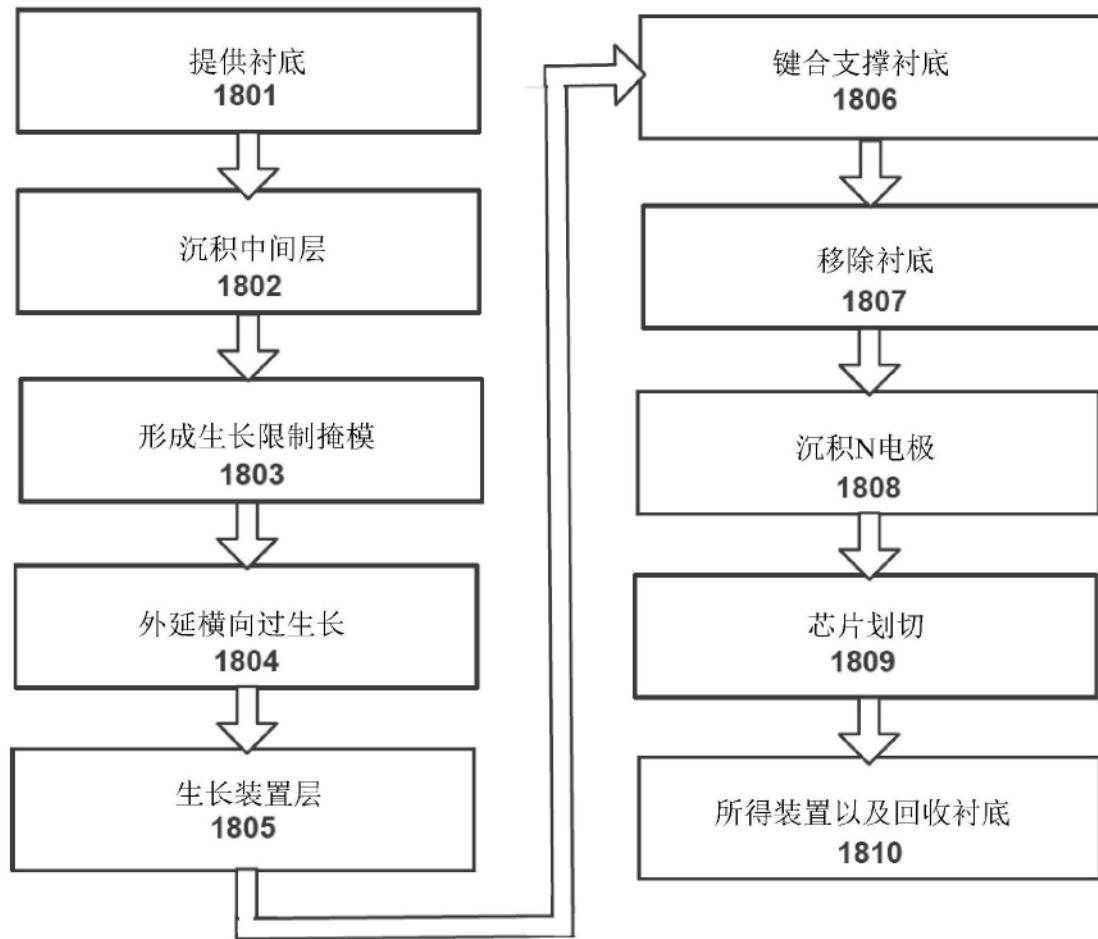 提供衬底
1801
沉积中间层
1802
形成生长限制掩模
1803
外延横向过生长
1804
生长装置层
1805
键合支撑衬底
1806
移除衬底
1807
沉积N电极
1808
芯片划切
1809
所得装置以及回收衬底
1810